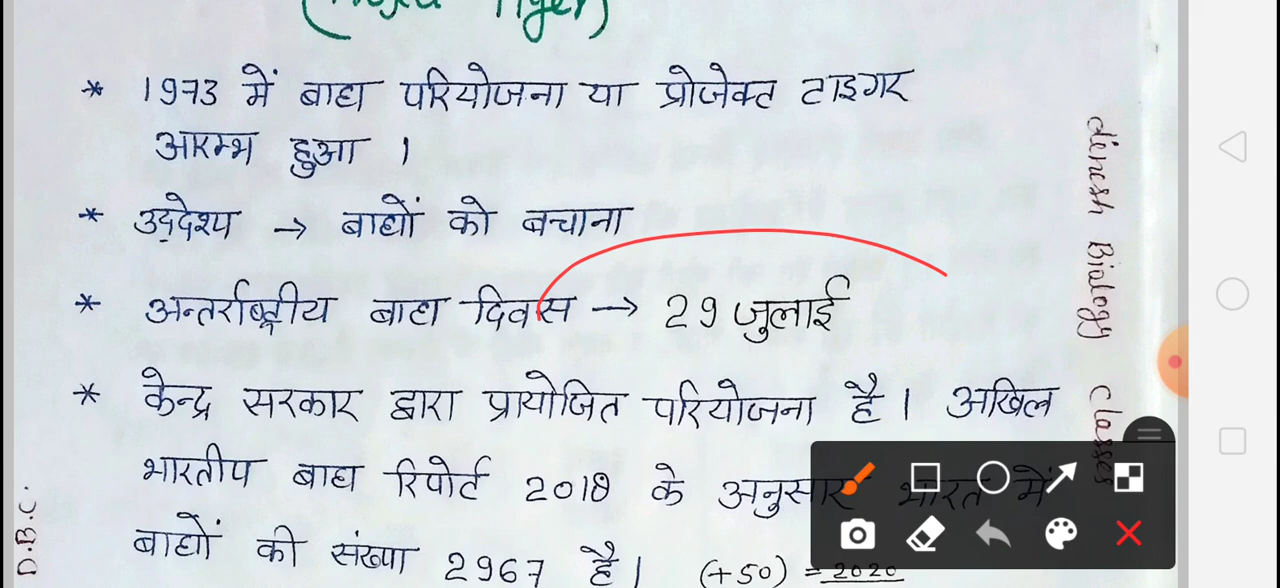 (Project Tiger)
* 1973 में बाघ परियोजना या प्रोजेक्ट टाइगर
आरम्भ हुआ ।
* उद्देश्य → बाघों को बचाना
* अन्तर्राष्ट्रीय बाघ दिवस → 29 जुलाई
* केन्द्र सरकार द्वारा प्रायोजित परियोजना है । अखिल
भारतीय बाघ रिपोर्ट 2018 के अनुसार भारत में
बाघों की संख्या 2967 है । (+50) = 2020
dinesh Biology classes
D.B.C.